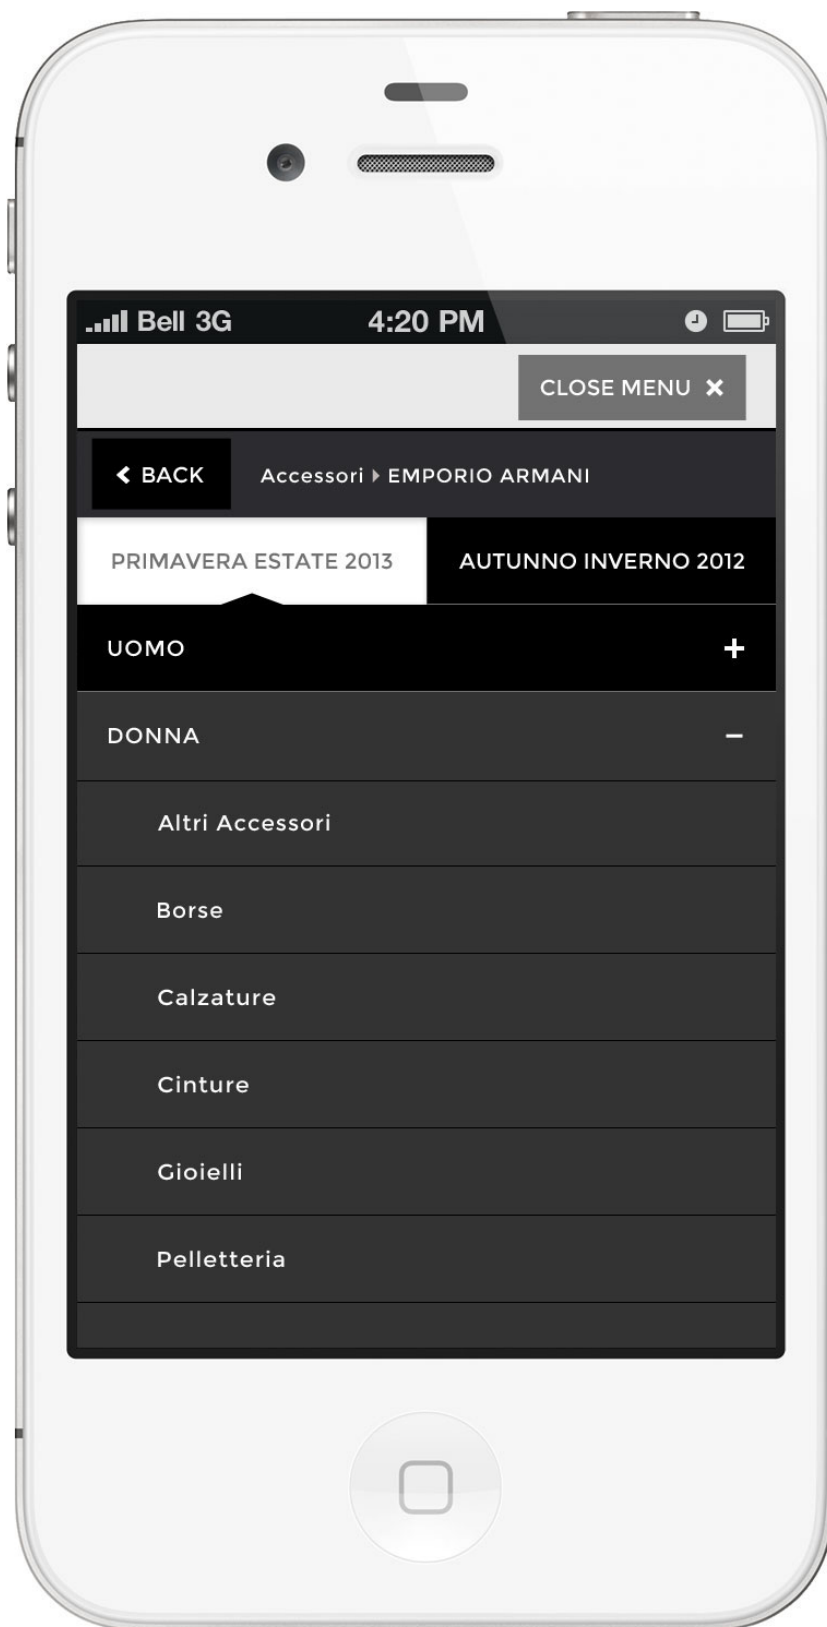 Bell 3G 4:20 PM
CLOSE MENU
BACK Accessori EMPORIO ARMANI
PRIMAVERA ESTATE 2013 AUTUNNO INVERNO 2012
UOMO +
DONNA –
Altri Accessori
Borse
Calzature
Cinture
Gioielli
Pelletteria